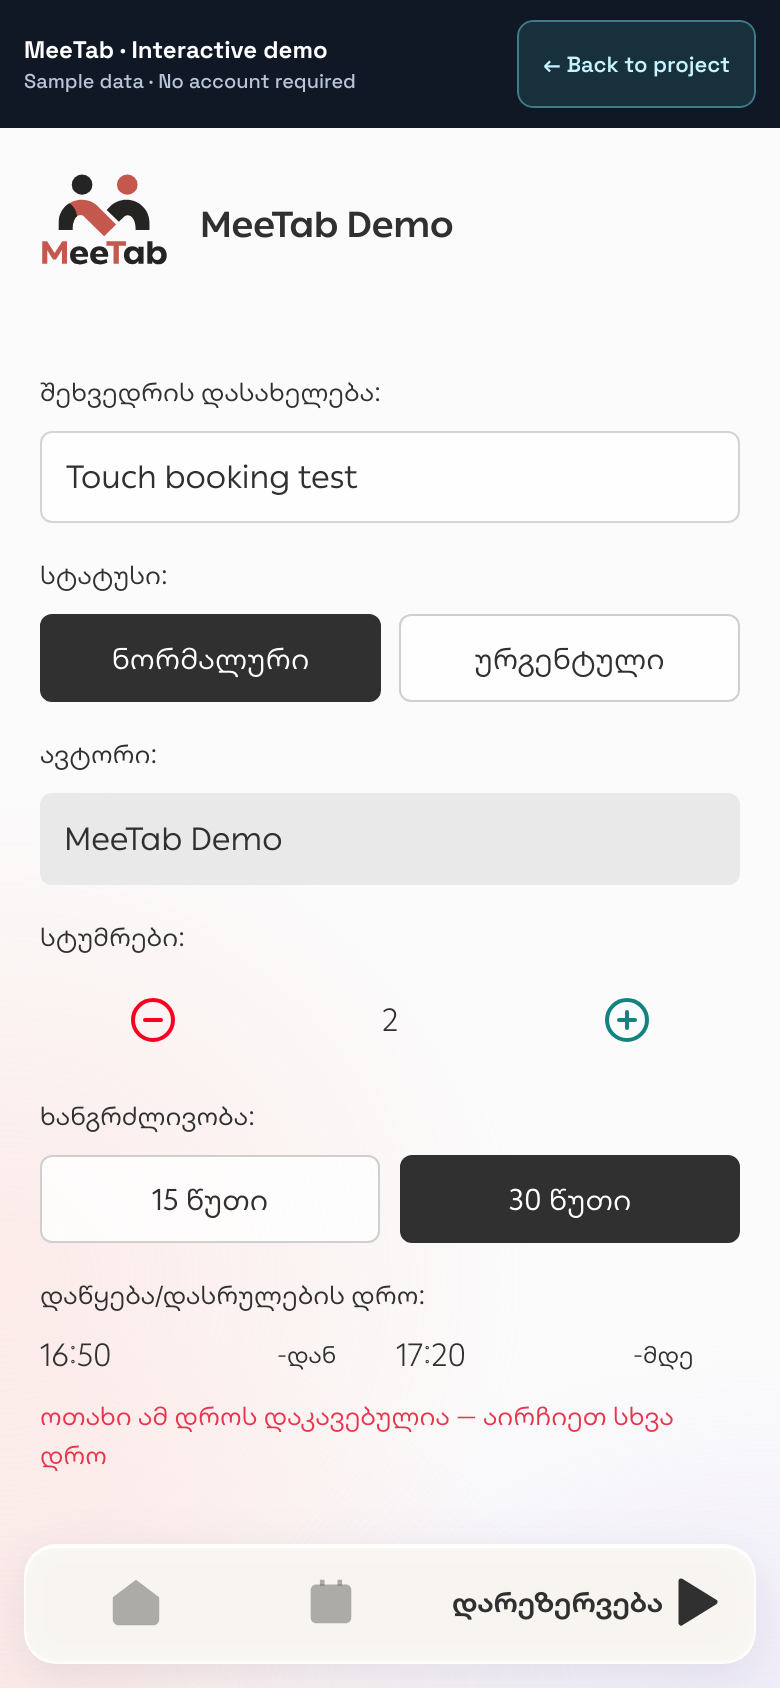 MeeTab · Interactive demo
Sample data · No account required
← Back to project
MeeTab
MeeTab Demo
შეხვედრის დასახელება:
Touch booking test
სტატუსი:
ნორმალური
ურგენტული
ავტორი:
MeeTab Demo
სტუმრები:
2
ხანგრძლივობა:
15 წუთი
30 წუთი
დაწყება/დასრულების დრო:
16:50 -დან 17:20 -მდე
ოთახი ამ დროს დაკავებულია — აირჩიეთ სხვა
დრო
დარეზერვება